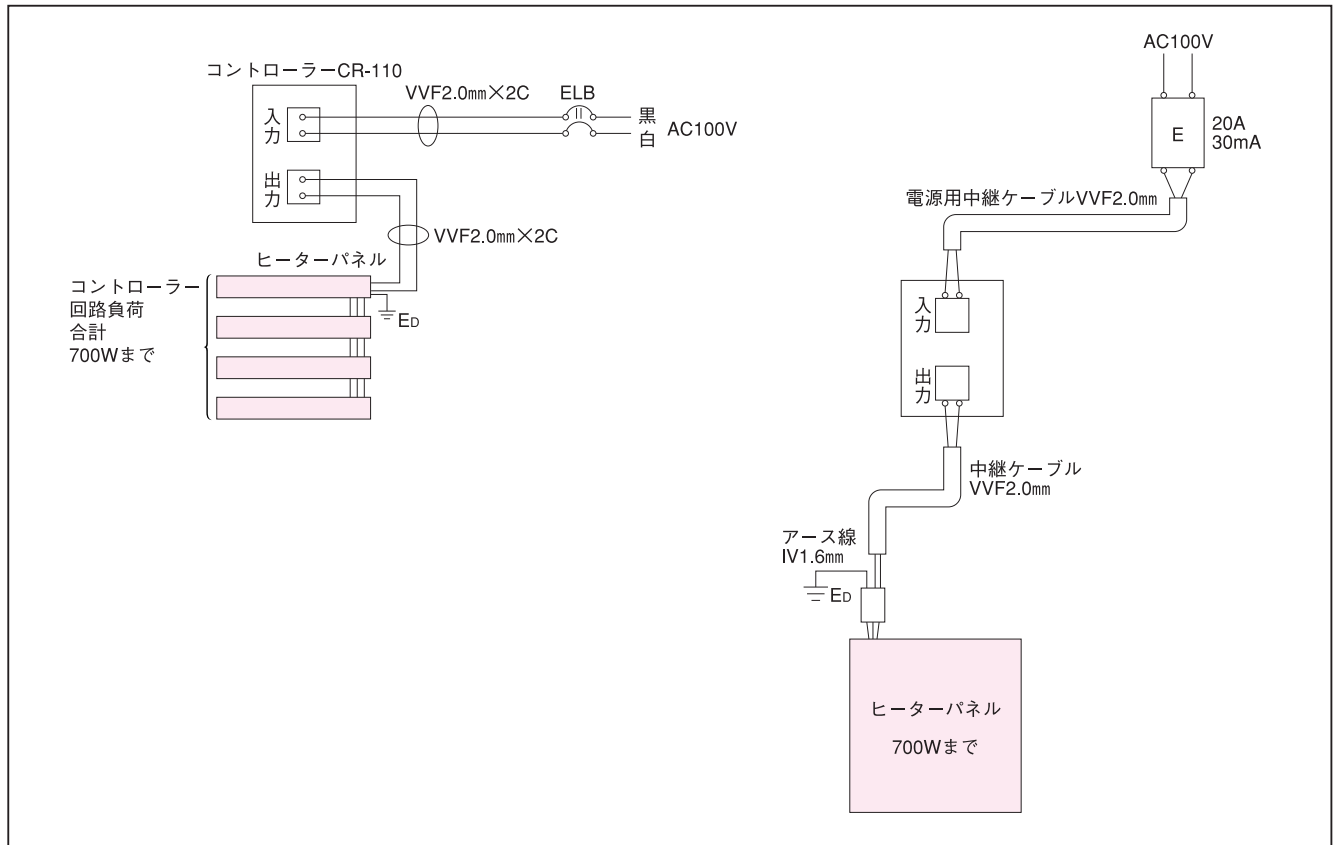 コントローラーCR-110
VVF2.0mm×2C
ELB
入力
黒
白
AC100V
出力
VVF2.0mm×2C
ヒーターパネル
コントローラー
回路負荷
合計
700Wまで
ED
AC100V
E
20A
30mA
電源用中継ケーブルVVF2.0mm
入力
出力
中継ケーブル
VVF2.0mm
アース線
IV1.6mm
ED
ヒーターパネル
700Wまで